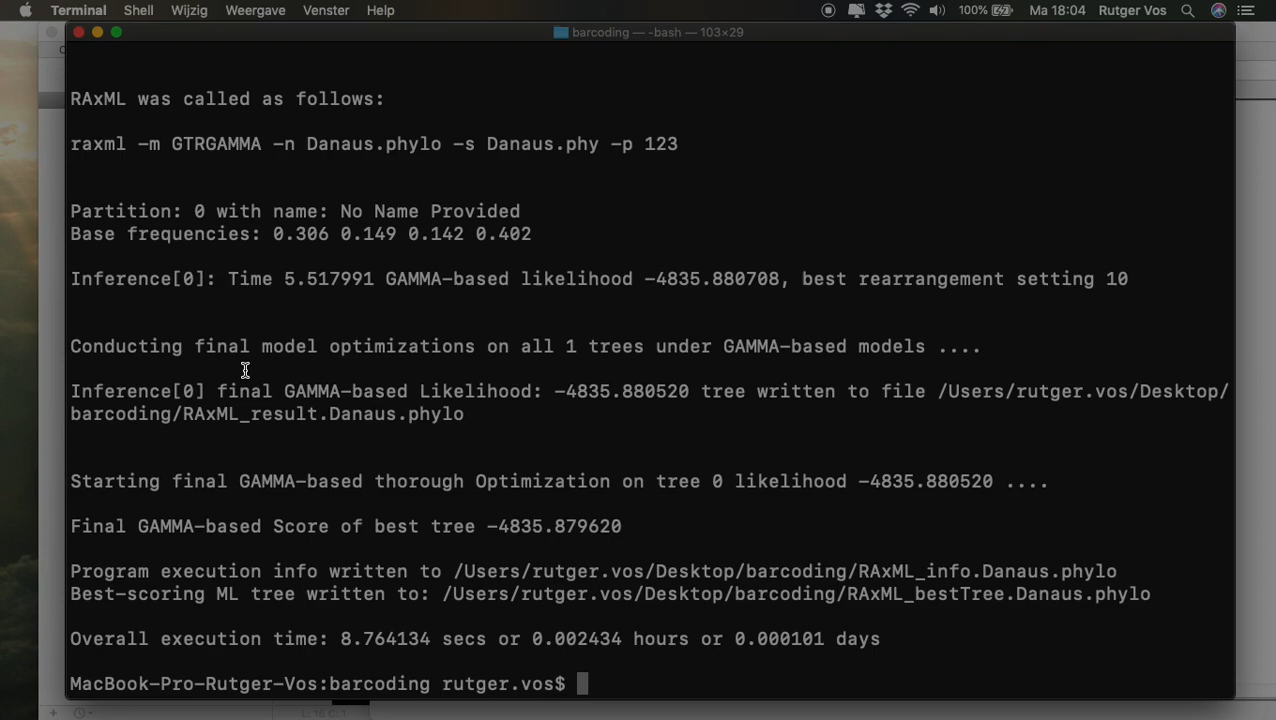 Terminal Shell Wijzig Weergave Venster Help 100% Ma 18:04 Rutger Vos
barcoding — -bash — 103×29
RAxML was called as follows:
raxml -m GTRGAMMA -n Danaus.phylo -s Danaus.phy -p 123
Partition: 0 with name: No Name Provided
Base frequencies: 0.306 0.149 0.142 0.402
Inference[0]: Time 5.517991 GAMMA-based likelihood -4835.880708, best rearrangement setting 10
Conducting final model optimizations on all 1 trees under GAMMA-based models ....
Inference[0] final GAMMA-based Likelihood: -4835.880520 tree written to file /Users/rutger.vos/Desktop/
barcoding/RAxML_result.Danaus.phylo
Starting final GAMMA-based thorough Optimization on tree 0 likelihood -4835.880520 ....
Final GAMMA-based Score of best tree -4835.879620
Program execution info written to /Users/rutger.vos/Desktop/barcoding/RAxML_info.Danaus.phylo
Best-scoring ML tree written to: /Users/rutger.vos/Desktop/barcoding/RAxML_bestTree.Danaus.phylo
Overall execution time: 8.764134 secs or 0.002434 hours or 0.000101 days
MacBook-Pro-Rutger-Vos:barcoding rutger.vos$
L: 16 C: 1